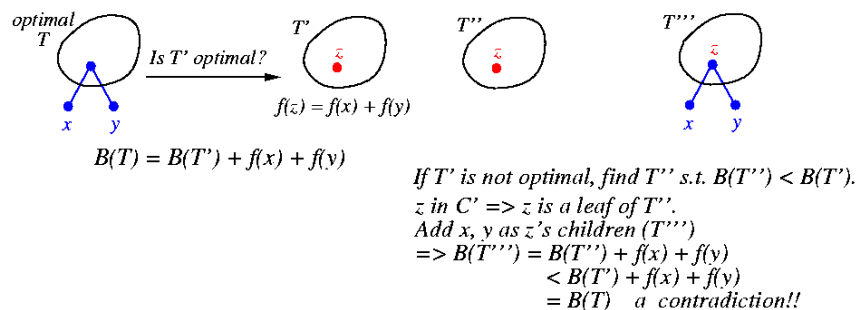 optimal
T
Is T' optimal?
T'
z
f(z) = f(x) + f(y)
T''
z
T'''
z
x
y
x
y
B(T) = B(T') + f(x) + f(y)
If T' is not optimal, find T'' s.t. B(T'') < B(T').
z in C' => z is a leaf of T''.
Add x, y as z's children (T''')
=> B(T''') = B(T'') + f(x) + f(y)
< B(T') + f(x) + f(y)
= B(T) a contradiction!!